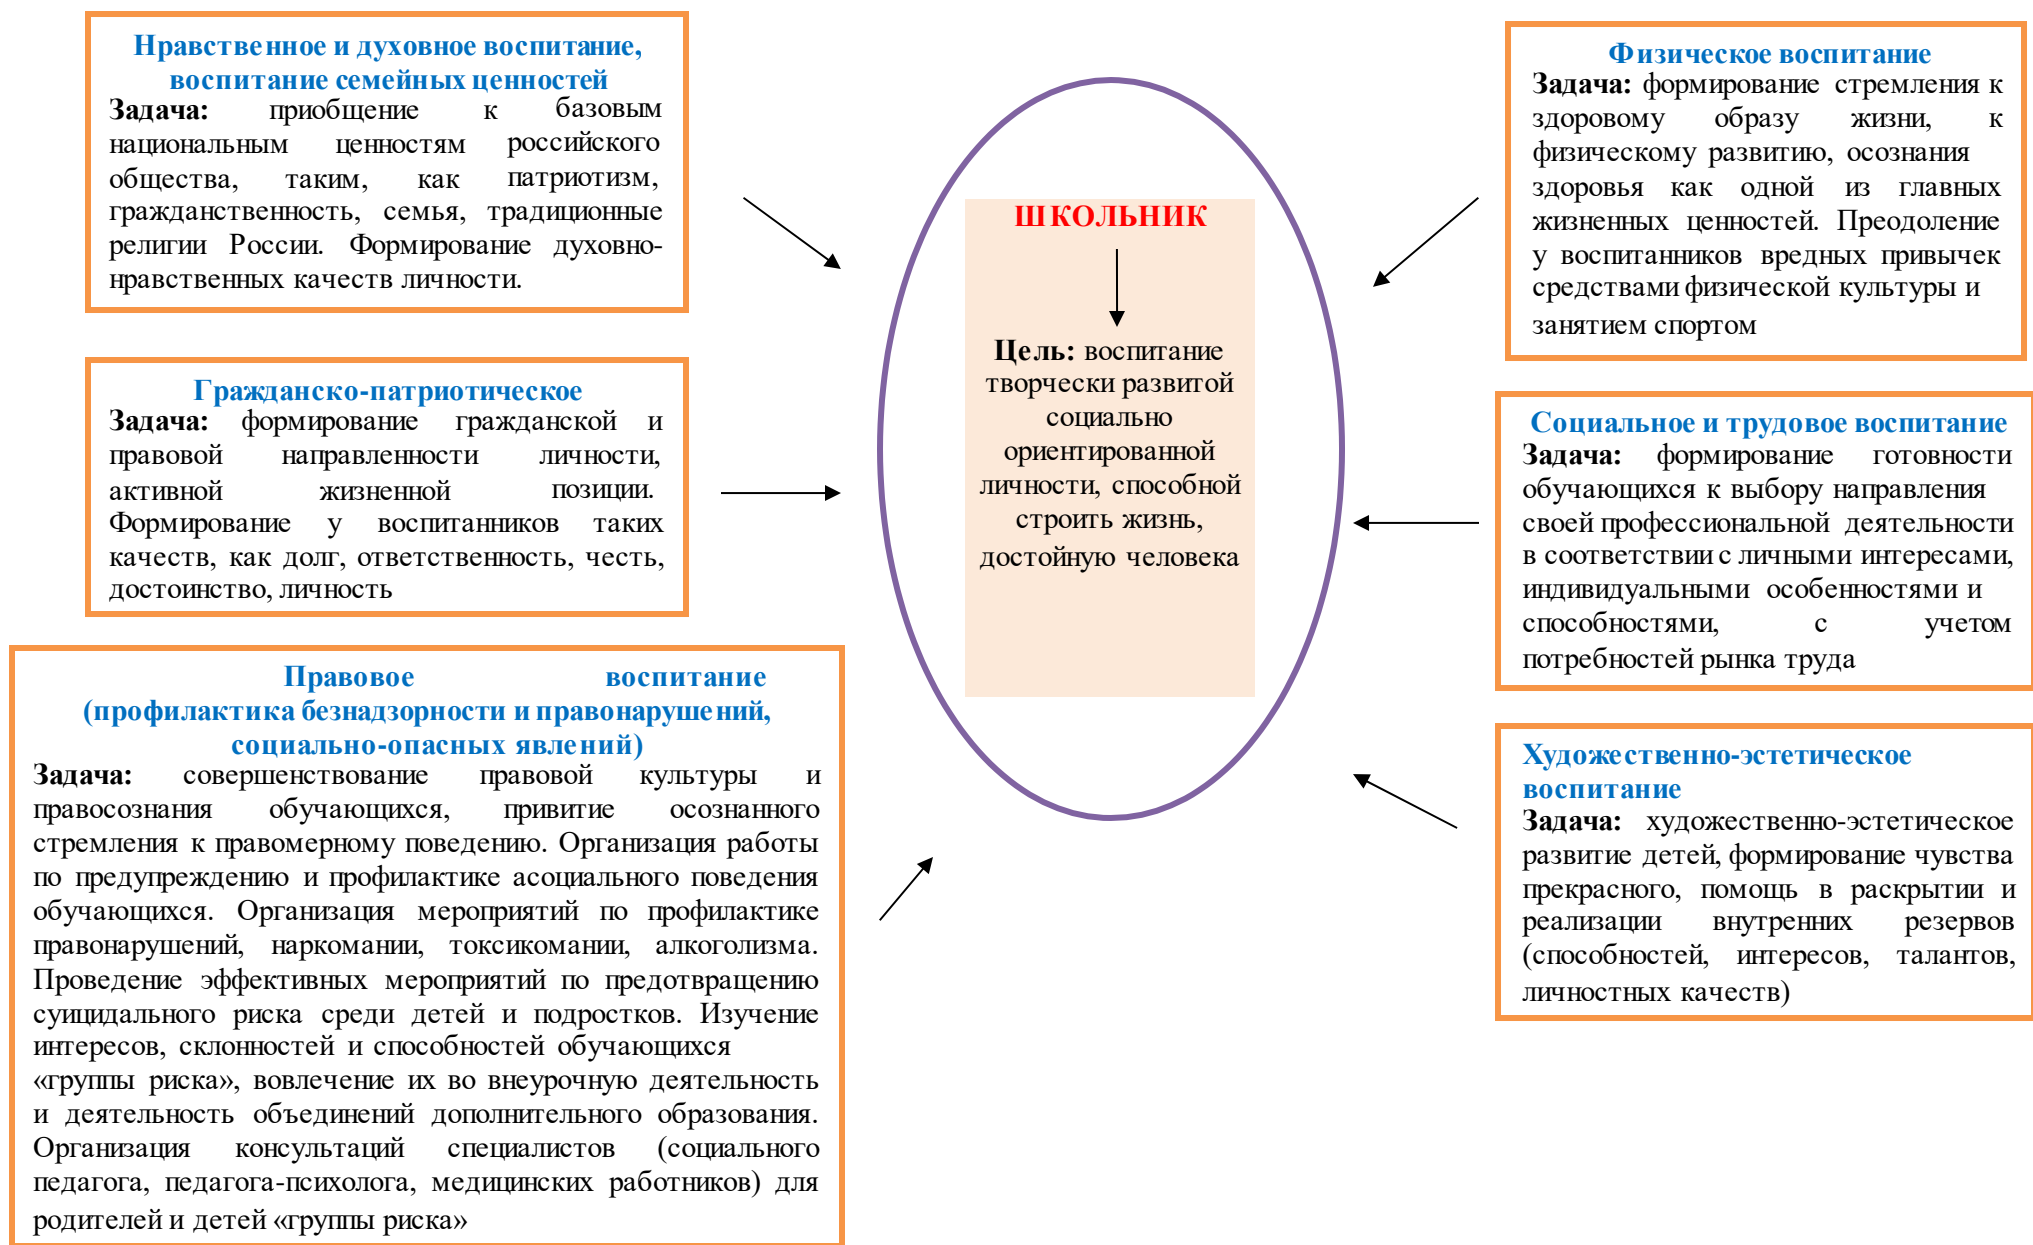 Нравственное и духовное воспитание,
воспитание семейных ценностей
Задача: приобщение к базовым
национальным ценностям российского
общества, таким, как патриотизм,
гражданственность, семья, традиционные
религии России. Формирование духовно-
нравственных качеств личности.
Гражданско-патриотическое
Задача: формирование гражданской и
правовой направленности личности,
активной жизненной позиции.
Формирование у воспитанников таких
качеств, как долг, ответственность, честь,
достоинство, личность
Правовое воспитание
(профилактика безнадзорности и правонарушений,
социально-опасных явлений)
Задача: совершенствование правовой культуры и
правосознания обучающихся, привитие осознанного
стремления к правомерному поведению. Организация работы
по предупреждению и профилактике асоциального поведения
обучающихся. Организация мероприятий по профилактике
правонарушений, наркомании, токсикомании, алкоголизма.
Проведение эффективных мероприятий по предотвращению
суицидального риска среди детей и подростков. Изучение
интересов, склонностей и способностей обучающихся
«группы риска», вовлечение их во внеурочную деятельность
и деятельность объединений дополнительного образования.
Организация консультаций специалистов (социального
педагога, педагога-психолога, медицинских работников) для
родителей и детей «группы риска»
ШКОЛЬНИК
Цель: воспитание
творчески развитой
социально
ориентированной
личности, способной
строить жизнь,
достойную человека
Физическое воспитание
Задача: формирование стремления к
здоровому образу жизни, к
физическому развитию, осознания
здоровья как одной из главных
жизненных ценностей. Преодоление
у воспитанников вредных привычек
средствами физической культуры и
занятием спортом
Социальное и трудовое воспитание
Задача: формирование готовности
обучающихся к выбору направления
своей профессиональной деятельности
в соответствии с личными интересами,
индивидуальными особенностями и
способностями, с учетом
потребностей рынка труда
Художественно-эстетическое
воспитание
Задача: художественно-эстетическое
развитие детей, формирование чувства
прекрасного, помощь в раскрытии и
реализации внутренних резервов
(способностей, интересов, талантов,
личностных качеств)